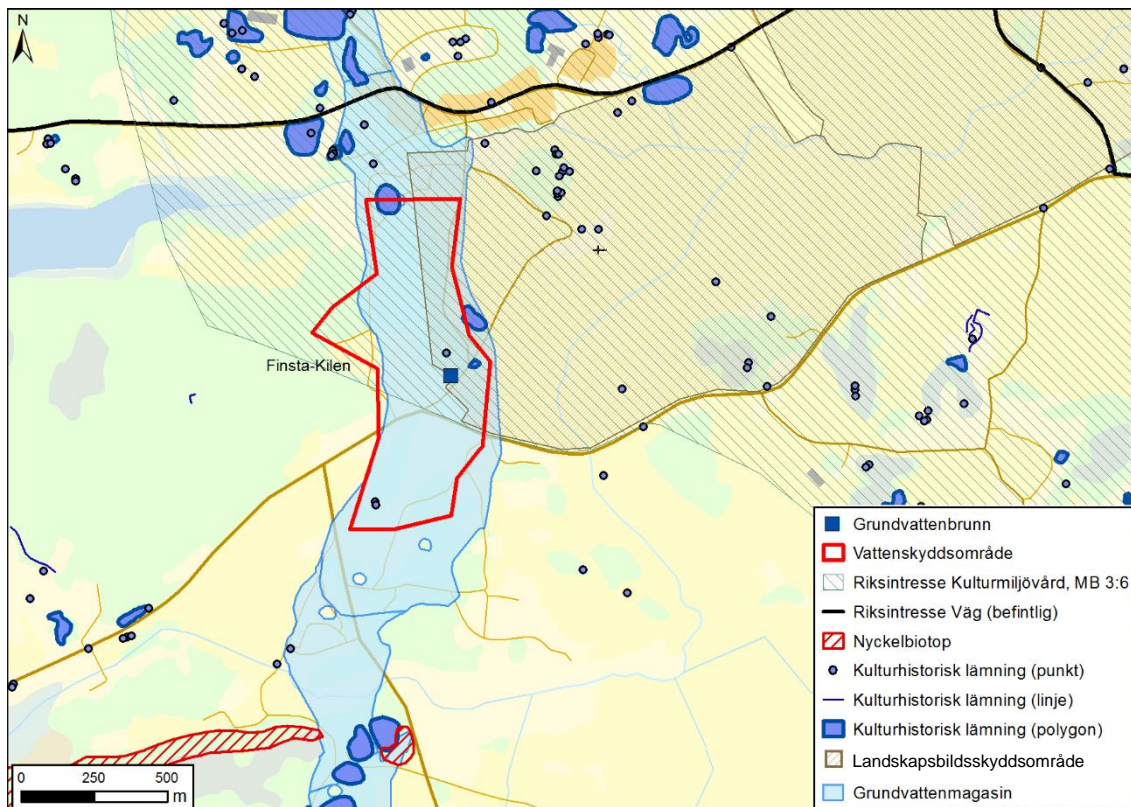 N
Finsta-Kilen
Grundvattenbrunn
Vattenskyddsområde
Riksintresse Kulturmiljövård, MB 3:6
Riksintresse Väg (befintlig)
Nyckelbiotop
Kulturhistorisk lämning (punkt)
Kulturhistorisk lämning (linje)
Kulturhistorisk lämning (polygon)
Landskapsbildsskyddsområde
Grundvattenmagasin
0 250 500
m